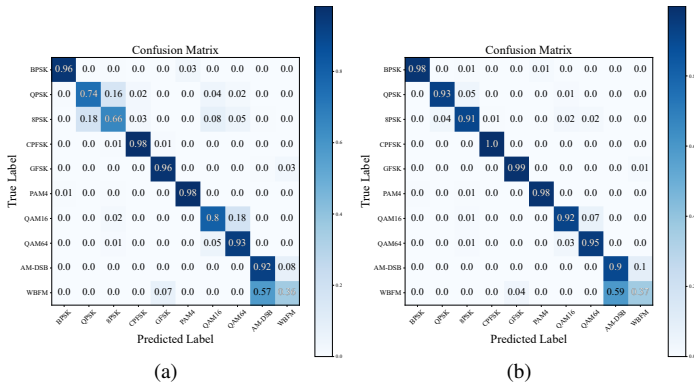 Confusion Matrix
BPSK 0.96 0.0 0.0 0.0 0.0 0.03 0.0 0.0 0.0 0.0
QPSK 0.0 0.74 0.16 0.02 0.0 0.0 0.04 0.02 0.0 0.0
8PSK 0.0 0.18 0.66 0.03 0.0 0.0 0.08 0.05 0.0 0.0
CPFSK 0.0 0.0 0.01 0.98 0.01 0.0 0.0 0.0 0.0 0.0
GFSK 0.0 0.0 0.0 0.0 0.96 0.0 0.0 0.0 0.0 0.03
PAM4 0.01 0.0 0.0 0.0 0.0 0.98 0.0 0.0 0.0 0.0
QAM16 0.0 0.0 0.02 0.0 0.0 0.0 0.8 0.18 0.0 0.0
QAM64 0.0 0.0 0.01 0.0 0.0 0.0 0.05 0.93 0.0 0.0
AM-DSB 0.0 0.0 0.0 0.0 0.0 0.0 0.0 0.0 0.92 0.08
WBFM 0.0 0.0 0.0 0.0 0.07 0.0 0.0 0.0 0.57 0.36
BPSK QPSK 8PSK CPFSK GFSK PAM4 QAM16 QAM64 AM-DSB WBFM
Predicted Label
True Label
0.8
0.6
0.4
0.2
0.0
(a)
Confusion Matrix
BPSK 0.98 0.0 0.01 0.0 0.0 0.01 0.0 0.0 0.0 0.0
QPSK 0.0 0.93 0.05 0.0 0.0 0.0 0.01 0.0 0.0 0.0
8PSK 0.0 0.04 0.91 0.01 0.0 0.0 0.02 0.02 0.0 0.0
CPFSK 0.0 0.0 0.0 1.0 0.0 0.0 0.0 0.0 0.0 0.0
GFSK 0.0 0.0 0.0 0.0 0.99 0.0 0.0 0.0 0.0 0.01
PAM4 0.0 0.0 0.01 0.0 0.0 0.98 0.0 0.0 0.0 0.0
QAM16 0.0 0.0 0.01 0.0 0.0 0.0 0.92 0.07 0.0 0.0
QAM64 0.0 0.0 0.01 0.0 0.0 0.0 0.03 0.95 0.0 0.0
AM-DSB 0.0 0.0 0.0 0.0 0.0 0.0 0.0 0.0 0.9 0.1
WBFM 0.0 0.0 0.0 0.0 0.04 0.0 0.0 0.0 0.59 0.37
BPSK QPSK 8PSK CPFSK GFSK PAM4 QAM16 QAM64 AM-DSB WBFM
Predicted Label
True Label
0.8
0.6
0.4
0.2
0.0
(b)